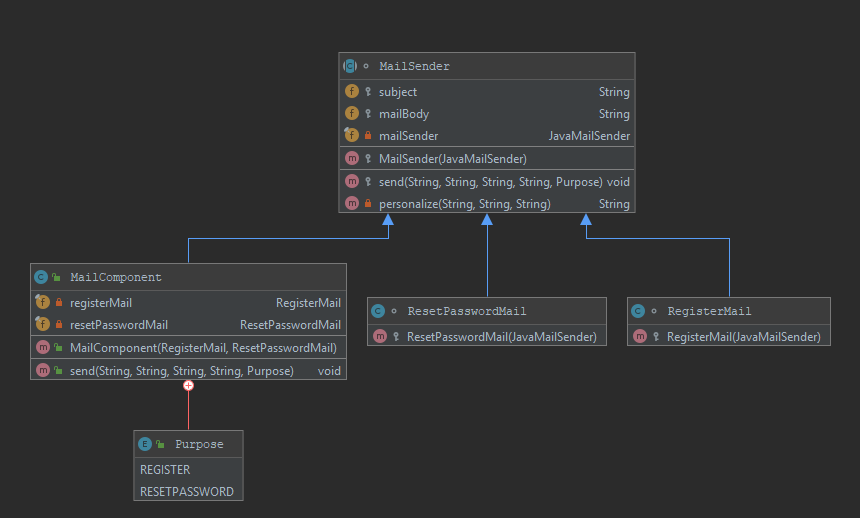 MailSender
subject String
mailBody String
mailSender JavaMailSender
MailSender(JavaMailSender)
send(String, String, String, String, Purpose) void
personalize(String, String, String) String
MailComponent
registerMail RegisterMail
resetPasswordMail ResetPasswordMail
MailComponent(RegisterMail, ResetPasswordMail)
send(String, String, String, String, Purpose) void
ResetPasswordMail
ResetPasswordMail(JavaMailSender)
RegisterMail
RegisterMail(JavaMailSender)
Purpose
REGISTER
RESETPASSWORD